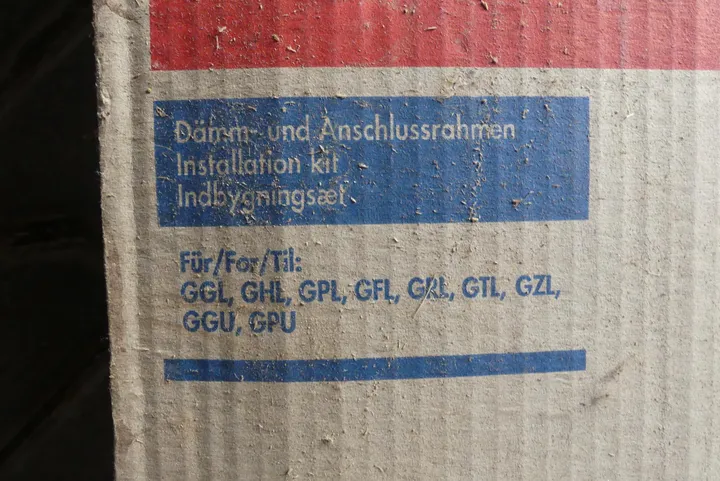 Dämm- und Anschlussrahmen
Installation kit
Indbygningsæt
Für/For/Til:
GGL, GHL, GPL, GFL, GRL, GTL, GZL,
GGU, GPU